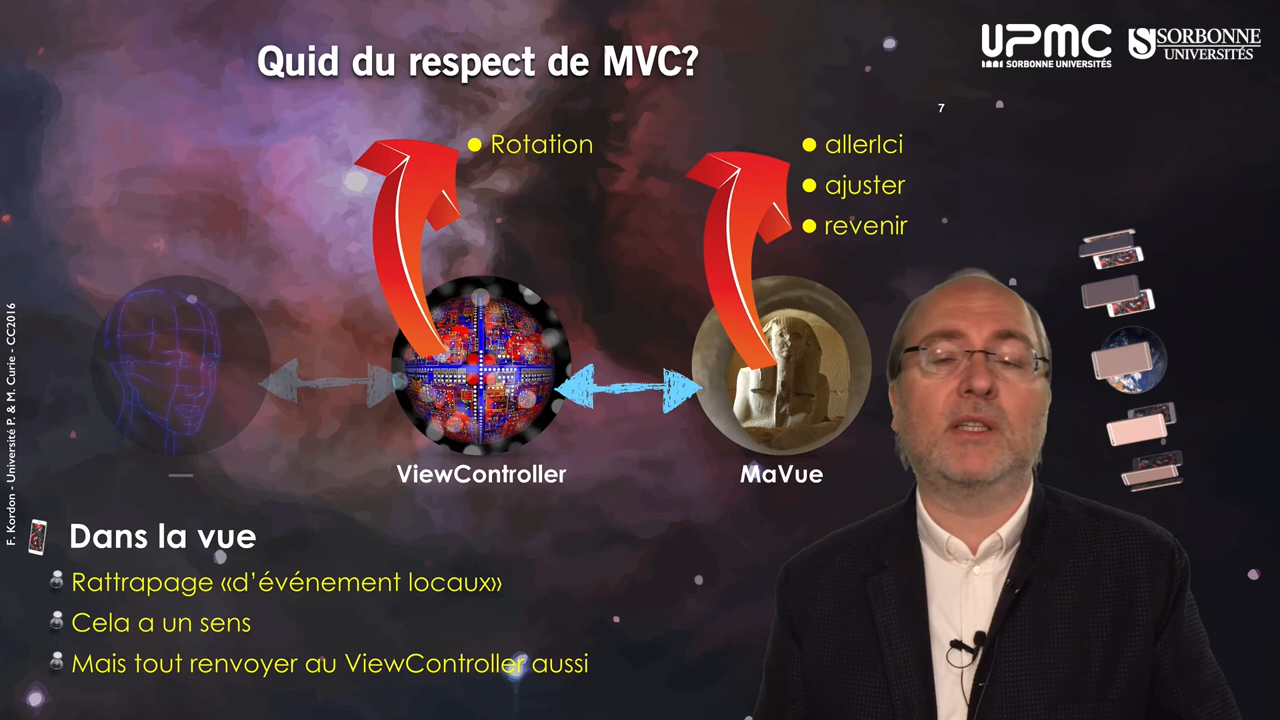 Quid du respect de MVC?
UPMC
SORBONNE UNIVERSITÉS
SORBONNE
UNIVERSITÉS
7
Rotation
allerIci
ajuster
revenir
ViewController
MaVue
F. Kordon - Université P. & M. Curie - CC2016
Dans la vue
Rattrapage «d’événement locaux»
Cela a un sens
Mais tout renvoyer au ViewController aussi